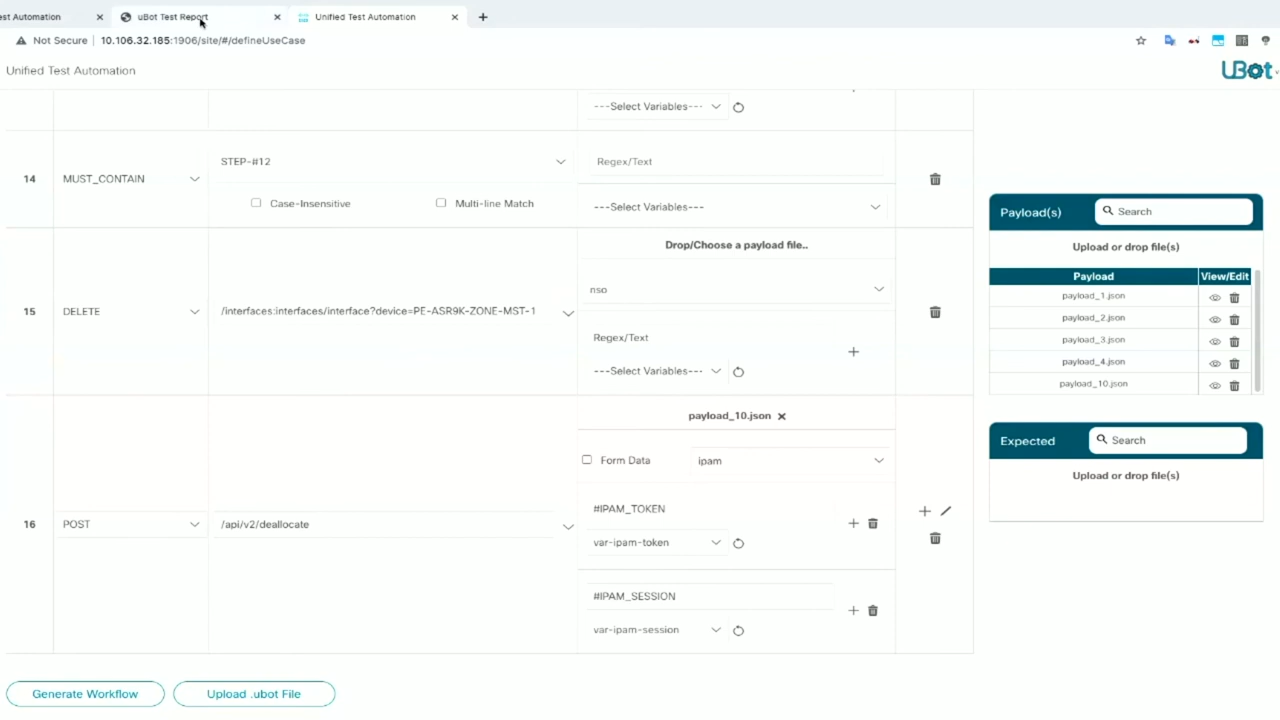 est Automation
uBot Test Report
Unified Test Automation
Not Secure
10.106.32.185:1906/site/#/defineUseCase
Unified Test Automation
UBot
---Select Variables---
14
MUST_CONTAIN
STEP-#12
Case-Insensitive
Multi-line Match
Regex/Text
---Select Variables---
15
DELETE
/interfaces:interfaces/interface?device=PE-ASR9K-ZONE-MST-1
Drop/Choose a payload file..
nso
Regex/Text
---Select Variables---
16
POST
/api/v2/deallocate
payload_10.json
Form Data
ipam
#IPAM_TOKEN
var-ipam-token
#IPAM_SESSION
var-ipam-session
Payload(s)
Search
Upload or drop file(s)
Payload View/Edit
payload_1.json
payload_2.json
payload_3.json
payload_4.json
payload_10.json
Expected
Search
Upload or drop file(s)
Generate Workflow
Upload .ubot File